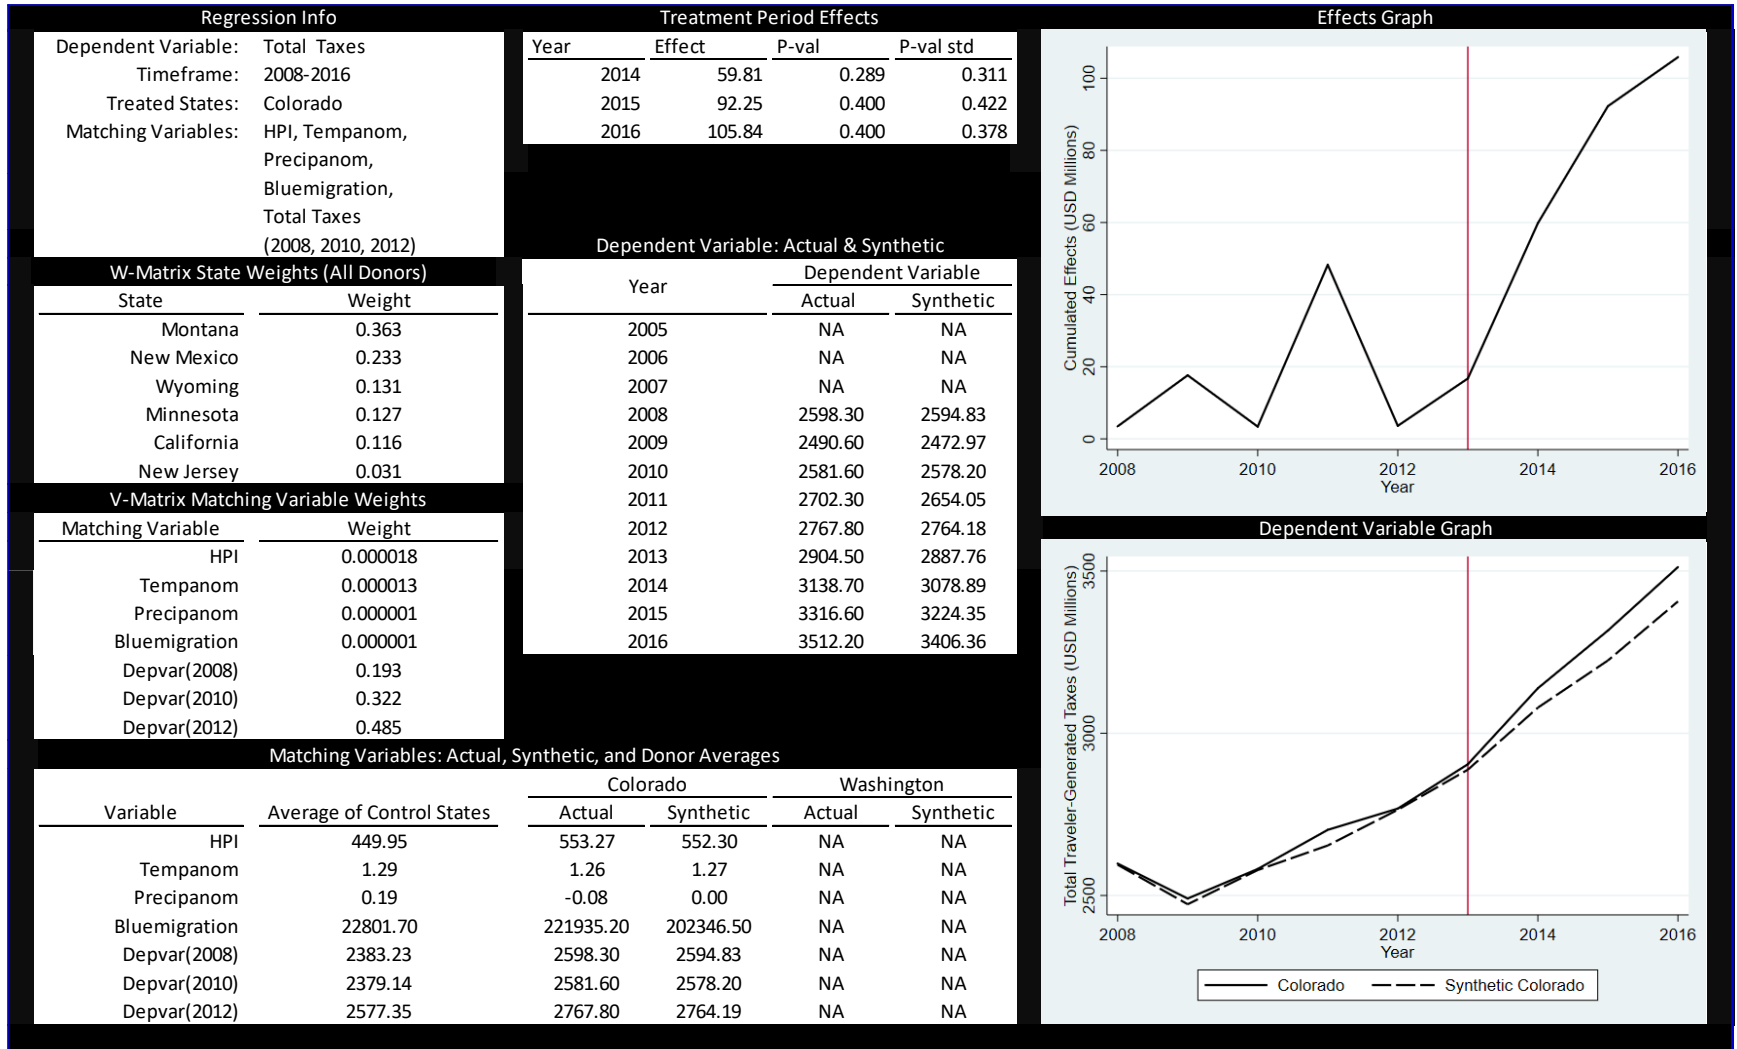 Regression Info
Dependent Variable: Total Taxes
Timeframe: 2008-2016
Treated States: Colorado
Matching Variables: HPI, Tempanom,
Precipanom,
Bluemigration,
Total Taxes
(2008, 2010, 2012)
W-Matrix State Weights (All Donors)
State Weight
Montana 0.363
New Mexico 0.233
Wyoming 0.131
Minnesota 0.127
California 0.116
New Jersey 0.031
V-Matrix Matching Variable Weights
Matching Variable Weight
HPI 0.000018
Tempanom 0.000013
Precipanom 0.000001
Bluemigration 0.000001
Depvar(2008) 0.193
Depvar(2010) 0.322
Depvar(2012) 0.485
Treatment Period Effects
Year Effect P-val P-val std
2014 59.81 0.289 0.311
2015 92.25 0.400 0.422
2016 105.84 0.400 0.378
Dependent Variable: Actual & Synthetic
Year Dependent Variable
Actual Synthetic
2005 NA NA
2006 NA NA
2007 NA NA
2008 2598.30 2594.83
2009 2490.60 2472.97
2010 2581.60 2578.20
2011 2702.30 2654.05
2012 2767.80 2764.18
2013 2904.50 2887.76
2014 3138.70 3078.89
2015 3316.60 3224.35
2016 3512.20 3406.36
Matching Variables: Actual, Synthetic, and Donor Averages
Colorado Washington
Variable Average of Control States Actual Synthetic Actual Synthetic
HPI 449.95 553.27 552.30 NA NA
Tempanom 1.29 1.26 1.27 NA NA
Precipanom 0.19 -0.08 0.00 NA NA
Bluemigration 22801.70 221935.20 202346.50 NA NA
Depvar(2008) 2383.23 2598.30 2594.83 NA NA
Depvar(2010) 2379.14 2581.60 2578.20 NA NA
Depvar(2012) 2577.35 2767.80 2764.19 NA NA
Effects Graph
Cumulated Effects (USD Millions)
100
80
60
40
20
0
2008 2010 2012 2014 2016
Year
Dependent Variable Graph
Total Traveler-Generated Taxes (USD Millions)
3500
3000
2500
2008 2010 2012 2014 2016
Year
Colorado Synthetic Colorado